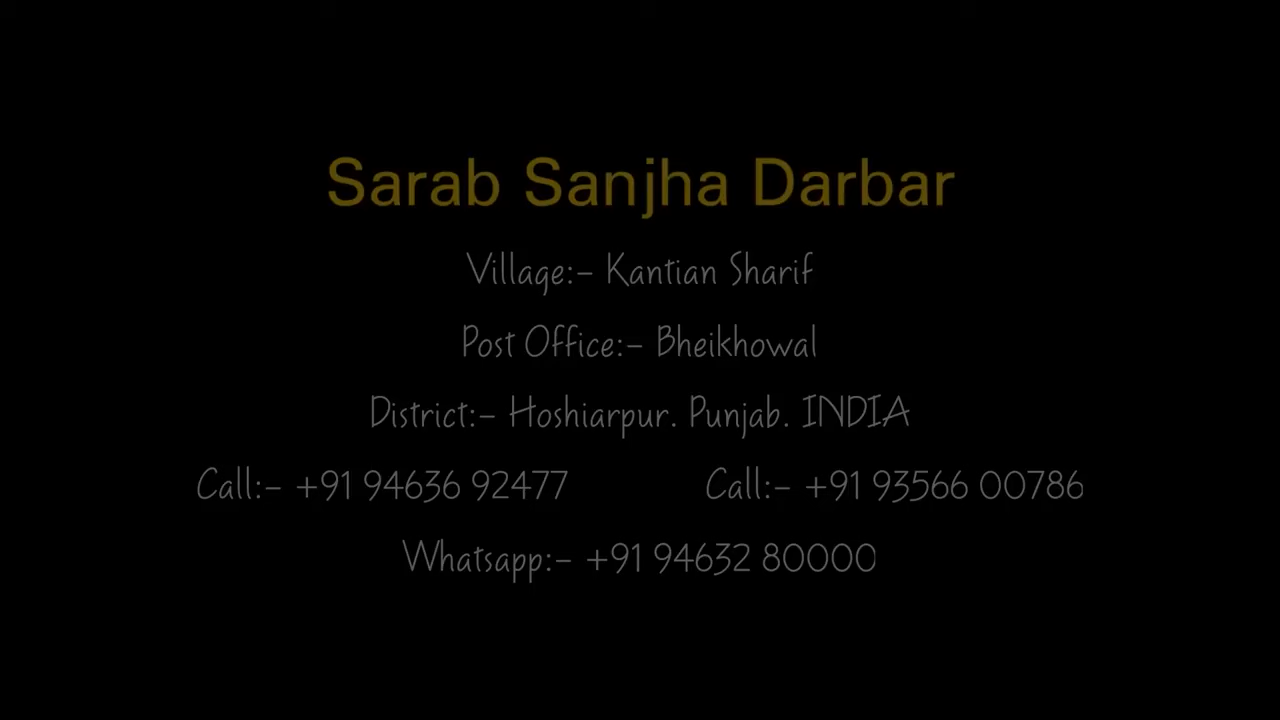 Sarab Sanjha Darbar
Village:- Kantian Sharif
Post Office:- Bheikhowal
District:- Hoshiarpur. Punjab. INDIA
Call:- +91 94636 92477 Call:- +91 93566 00786
Whatsapp:- +91 94632 80000